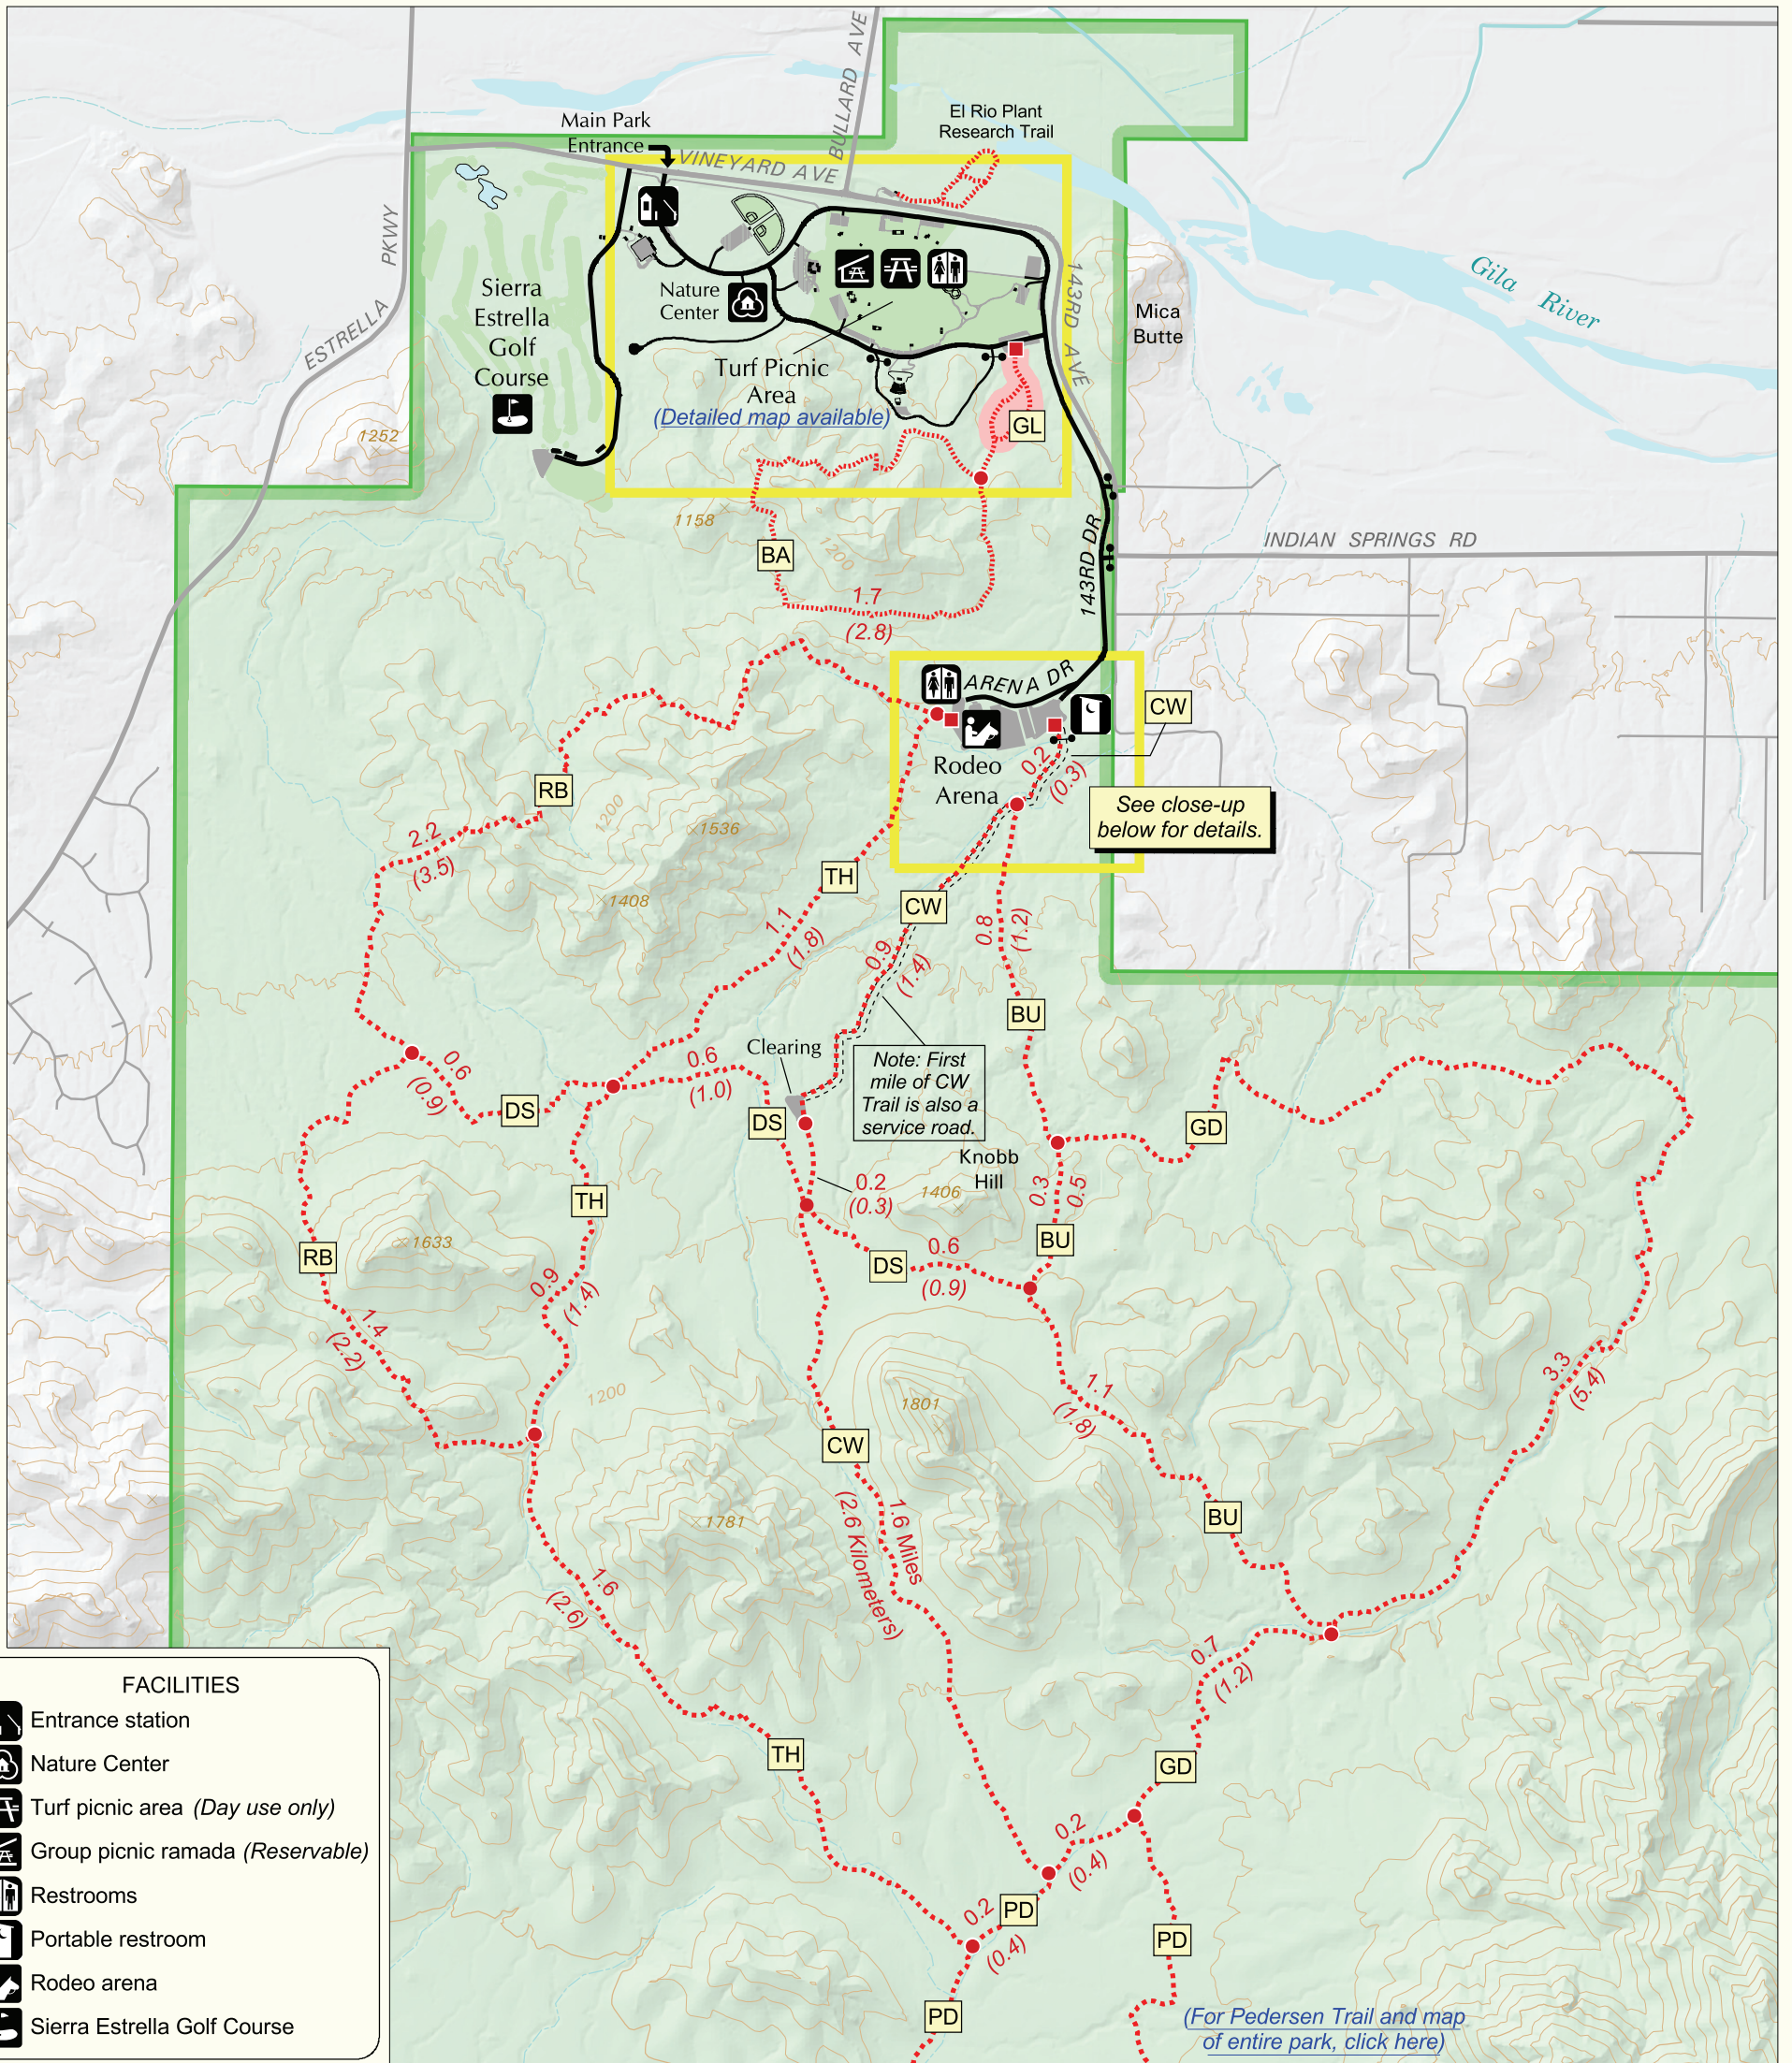 BULLARD AVE
El Rio Plant
Research Trail
Main Park
Entrance
VINEYARD AVE
PKWY
ESTRELLA
143RD AVE
Gila River
Mica
Butte
Sierra
Estrella
Golf
Course
Nature
Center
Turf Picnic
Area
(Detailed map available)
GL
1252
1158
1200
BA
1.7
(2.8)
143RD DR
INDIAN SPRINGS RD
ARENA DR
CW
Rodeo
Arena
0.2
(0.3)
See close-up
below for details.
RB
1200
1536
2.2
(3.5)
TH
1408
CW
1.1
(1.8)
0.9
(1.4)
0.8
(1.2)
BU
Clearing
Note: First
mile of CW
Trail is also a
service road.
0.6
(0.9)
0.6
(1.0)
DS
DS
GD
Knobb
Hill
1406
0.3
0.5
0.2
(0.3)
TH
RB
1633
BU
DS
0.6
(0.9)
0.9
(1.4)
1.4
(2.2)
1200
1801
1.1
(1.8)
3.3
(5.4)
CW
1781
(2.6 Kilometers)
1.6 Miles
BU
1.6
(2.6)
0.7
(1.2)
TH
GD
0.2
(0.4)
0.2
(0.4)
PD
PD
PD
(For Pedersen Trail and map
of entire park, click here)
FACILITIES
Entrance station
Nature Center
Turf picnic area (Day use only)
Group picnic ramada (Reservable)
Restrooms
Portable restroom
Rodeo arena
Sierra Estrella Golf Course